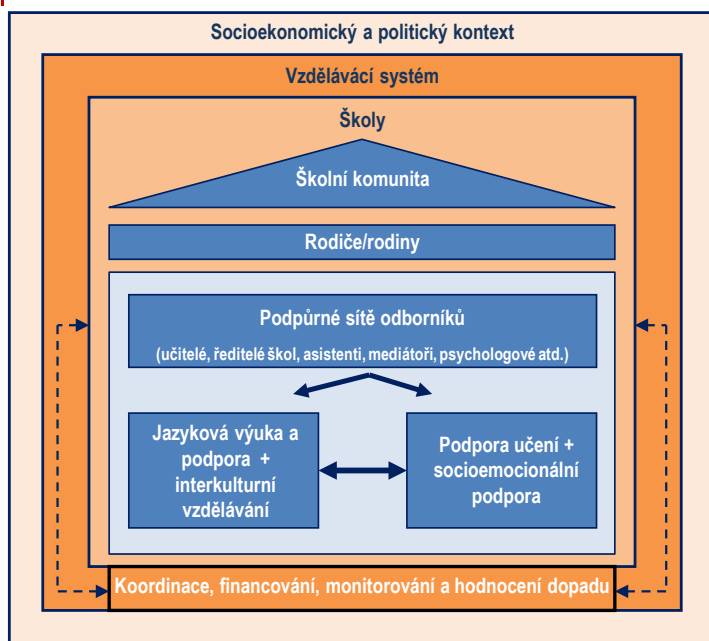 Socioekonomický a politický kontext
Vzdělávácí systém
Školy
Školní komunita
Rodiče/rodiny
Podpůrné sítě odborníků
(učitelé, ředitelé škol, asistenti, mediátoři, psychologové atd.)
Jazyková výuka a
podpora +
interkulturní
vzdělávání
Podpora učení +
socioemocionální
podpora
Koordinace, financování, monitorování a hodnocení dopadu